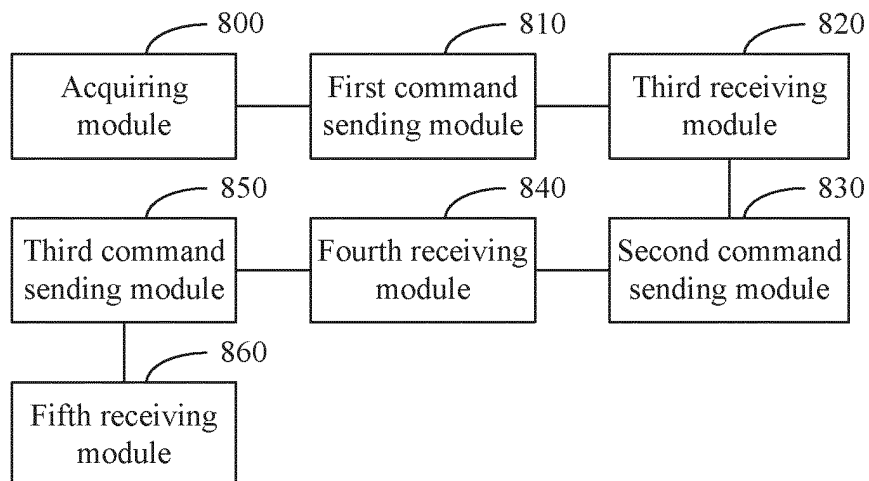 800
810
820
Acquiring
module
First command
sending module
Third receiving
module
850
840
830
Third command
sending module
Fourth receiving
module
Second command
sending module
860
Fifth receiving
module